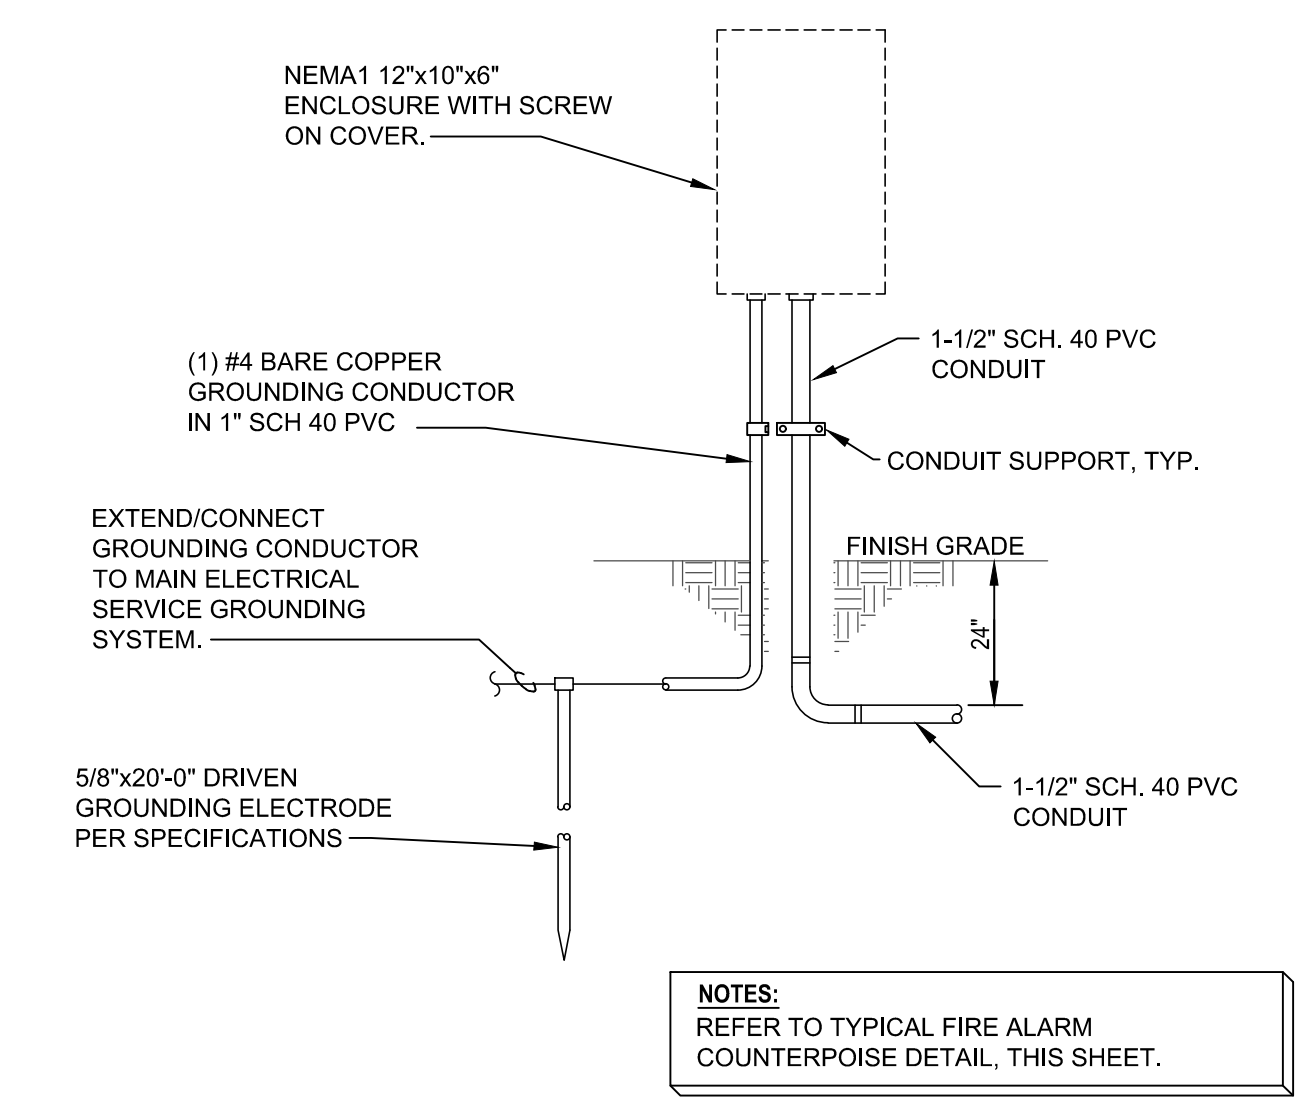 NEMA1 12"x10"x6"
ENCLOSURE WITH SCREW
ON COVER.
(1) #4 BARE COPPER
GROUNDING CONDUCTOR
IN 1" SCH 40 PVC
1-1/2" SCH. 40 PVC
CONDUIT
CONDUIT SUPPORT, TYP.
EXTEND/CONNECT
GROUNDING CONDUCTOR
TO MAIN ELECTRICAL
SERVICE GROUNDING
SYSTEM.
FINISH GRADE
24"
5/8"x20'-0" DRIVEN
GROUNDING ELECTRODE
PER SPECIFICATIONS
1-1/2" SCH. 40 PVC
CONDUIT
NOTES:
REFER TO TYPICAL FIRE ALARM
COUNTERPOISE DETAIL, THIS SHEET.